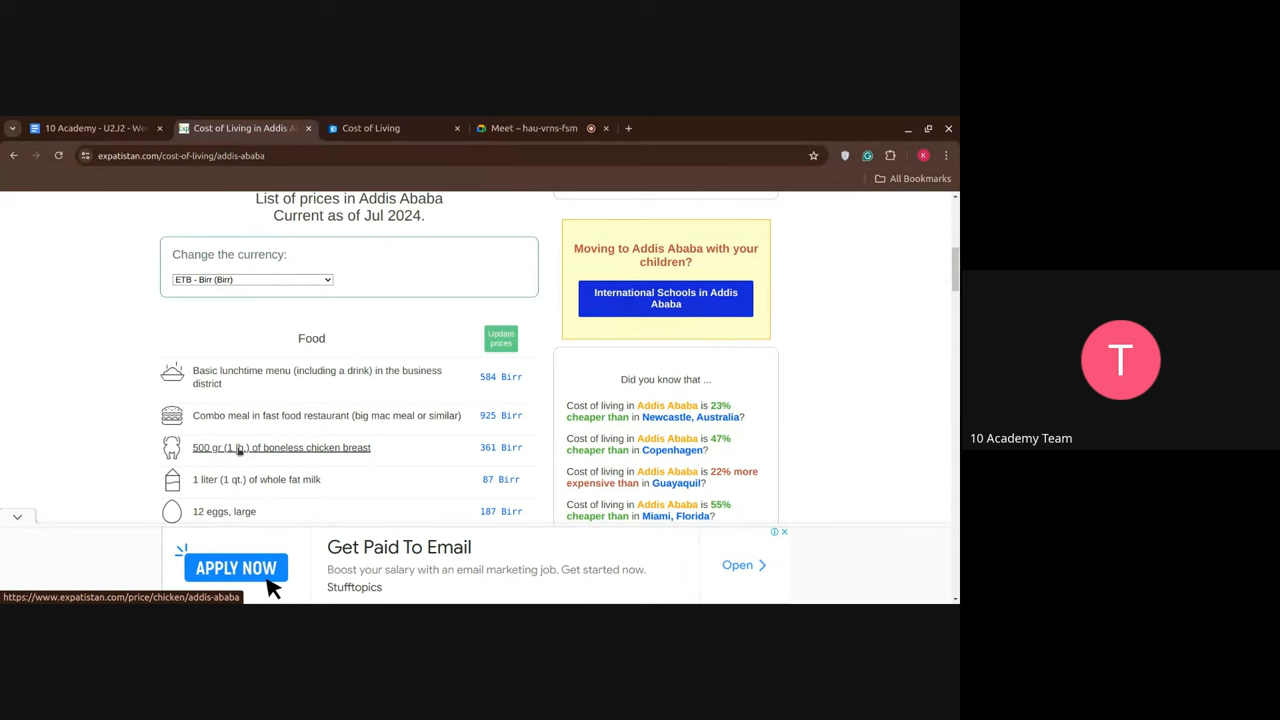 10 Academy - U2J2 - We
Cost of Living in Addis A
Cost of Living
Meet – hau-vrns-fsm
expatistan.com/cost-of-living/addis-ababa
K
All Bookmarks
List of prices in Addis Ababa
Current as of Jul 2024.
Change the currency:
ETB - Birr (Birr)
Food
Update
prices
Basic lunchtime menu (including a drink) in the business
district
584 Birr
Combo meal in fast food restaurant (big mac meal or similar)
925 Birr
500 gr (1 lb.) of boneless chicken breast
361 Birr
1 liter (1 qt.) of whole fat milk
87 Birr
12 eggs, large
187 Birr
Moving to Addis Ababa with your
children?
International Schools in Addis
Ababa
Did you know that ...
Cost of living in Addis Ababa is 23%
cheaper than in Newcastle, Australia?
Cost of living in Addis Ababa is 47%
cheaper than in Copenhagen?
Cost of living in Addis Ababa is 22% more
expensive than in Guayaquil?
Cost of living in Addis Ababa is 55%
cheaper than in Miami, Florida?
APPLY NOW
Get Paid To Email
Boost your salary with an email marketing job. Get started now.
Stufftopics
Open
https://www.expatistan.com/price/chicken/addis-ababa
T
10 Academy Team